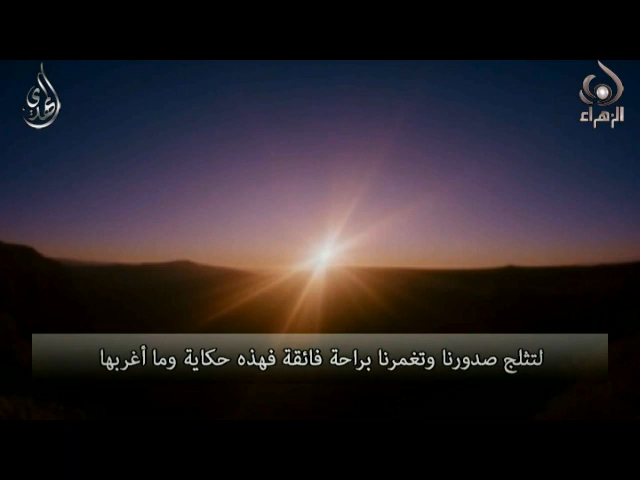 الزهراء
لتثلج صدورنا وتغمرنا براحة فائقة فهذه حكاية وما أغربها